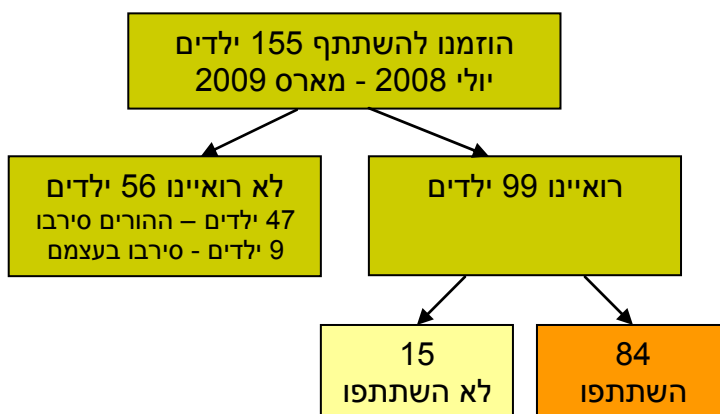 הוזמנו להשתתף 155 ילדים
יולי 2008 - מארס 2009
רואיינו 99 ילדים
לא רואיינו 56 ילדים
47 ילדים – ההורים סירבו
9 ילדים - סירבו בעצמם
84
השתתפו
15
לא השתתפו